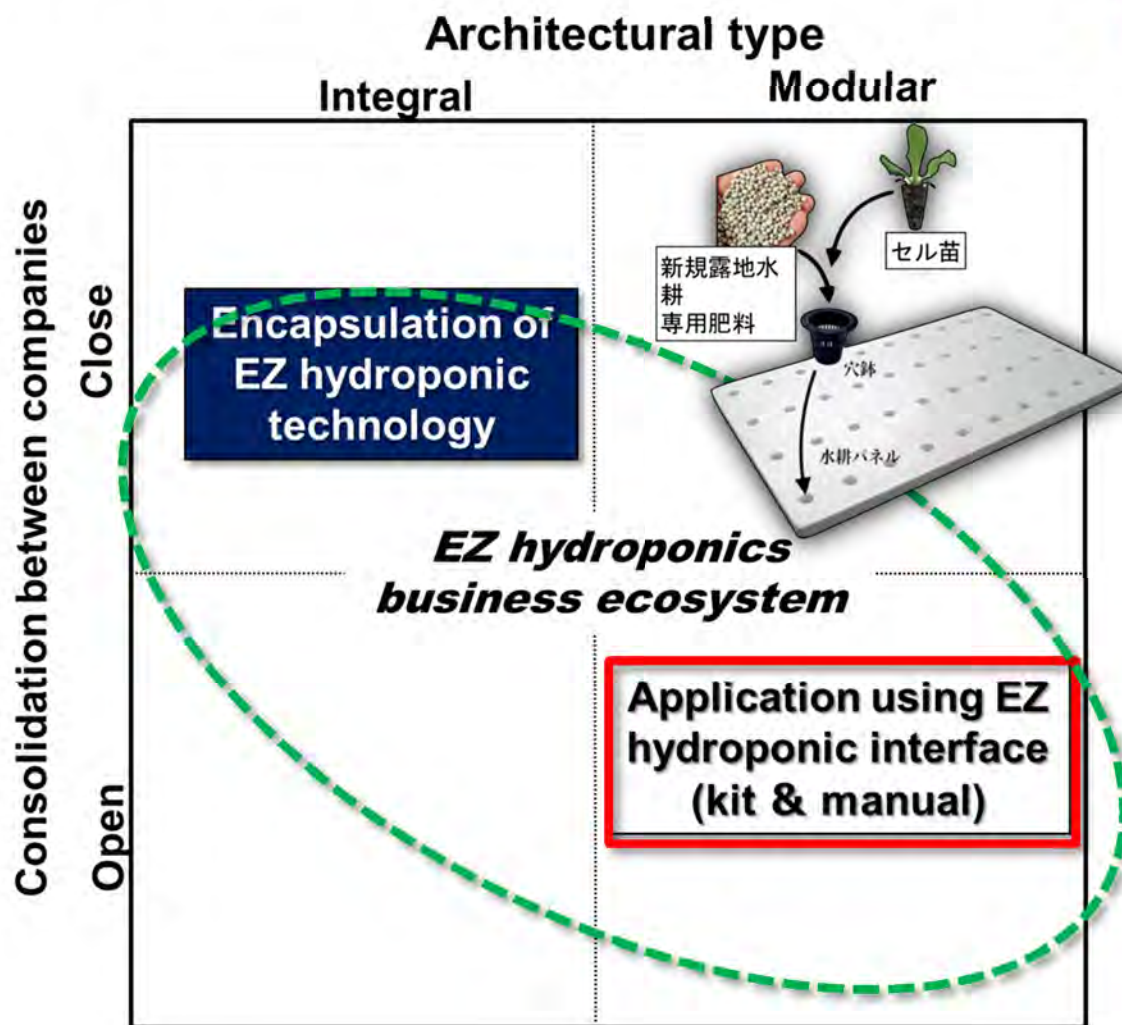 Architectural type
Integral
Modular
Consolidation between companies
Close
Open
新規露地水
耕
専用肥料
セル苗
穴鉢
水耕パネル
Encapsulation of
EZ hydroponic
technology
EZ hydroponics
business ecosystem
Application using EZ
hydroponic interface
(kit & manual)